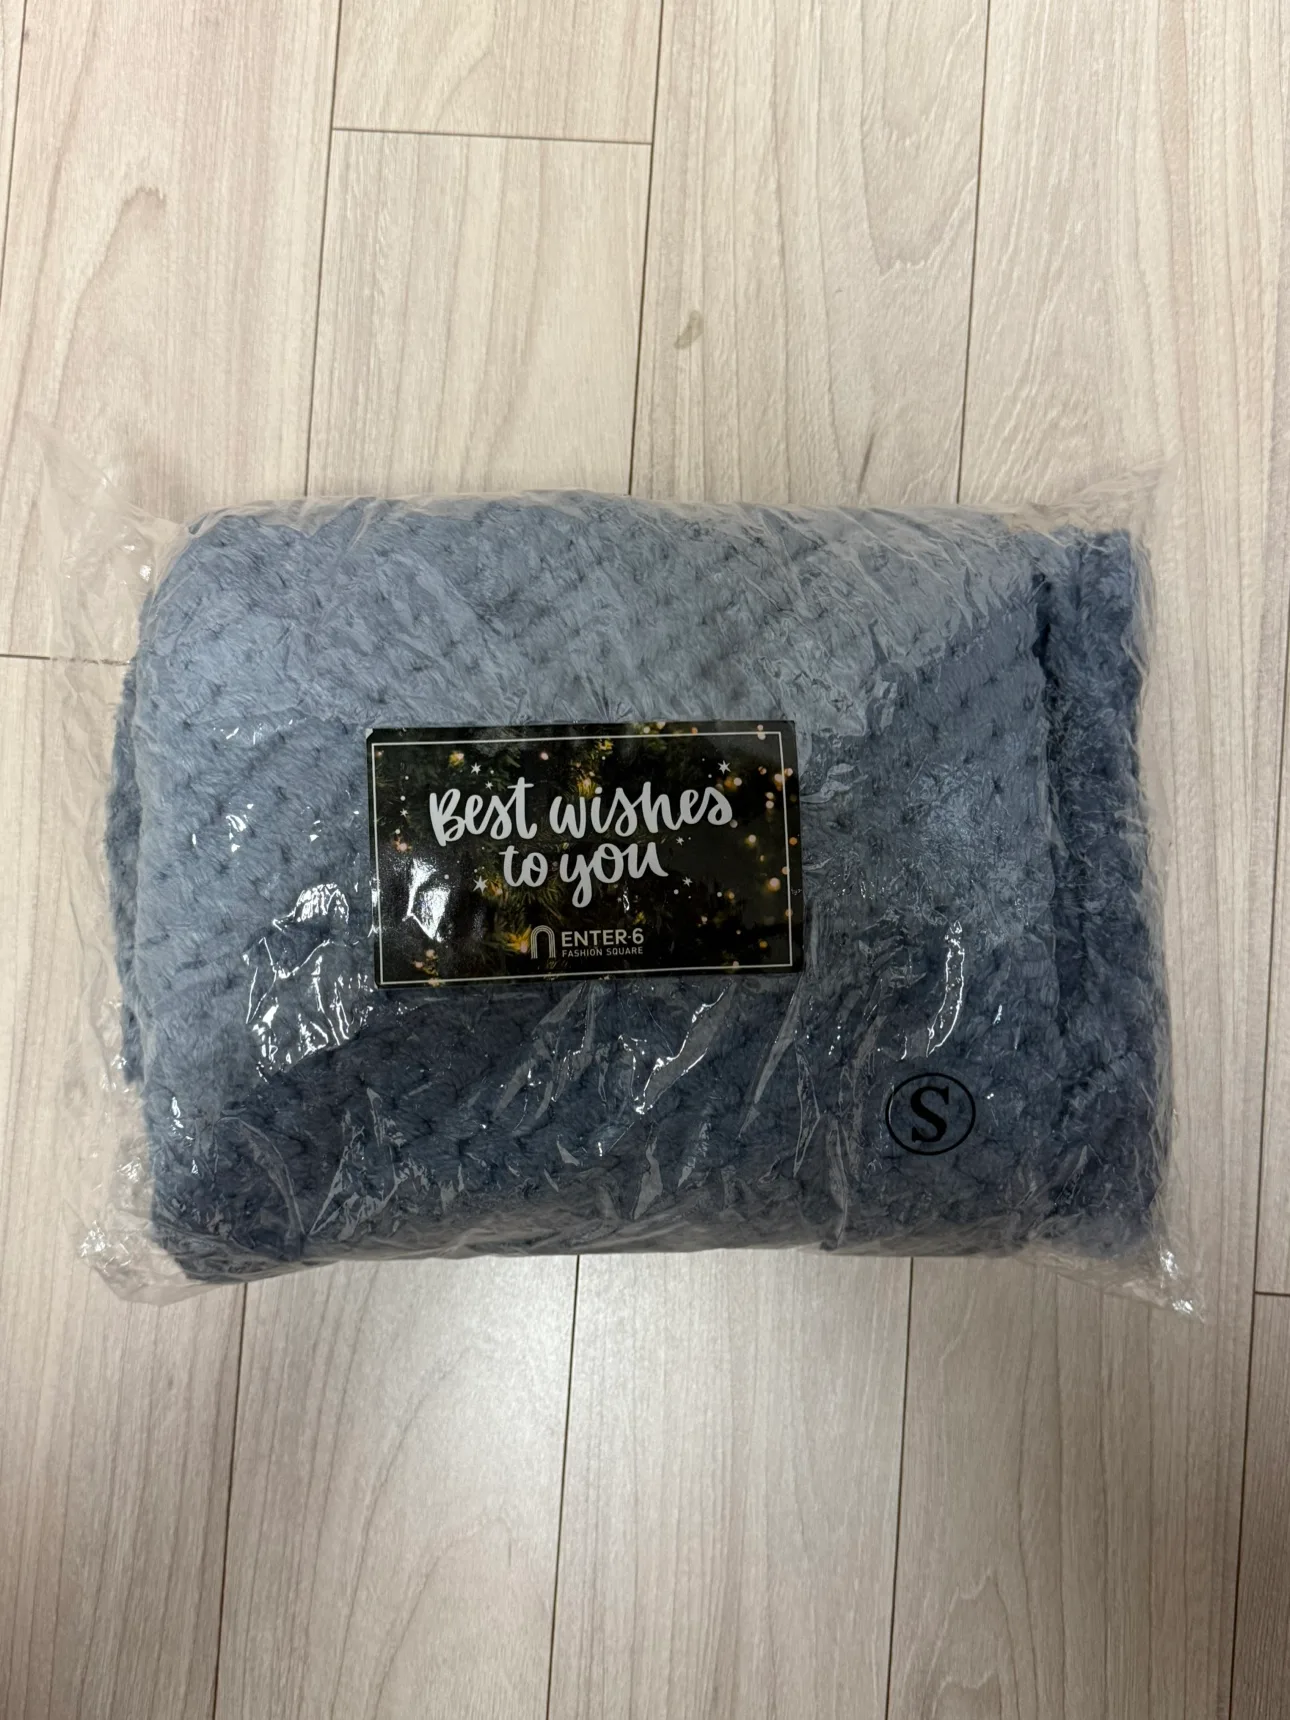 Best wishes
to you
ENTER-6
FASHION SQUARE
S